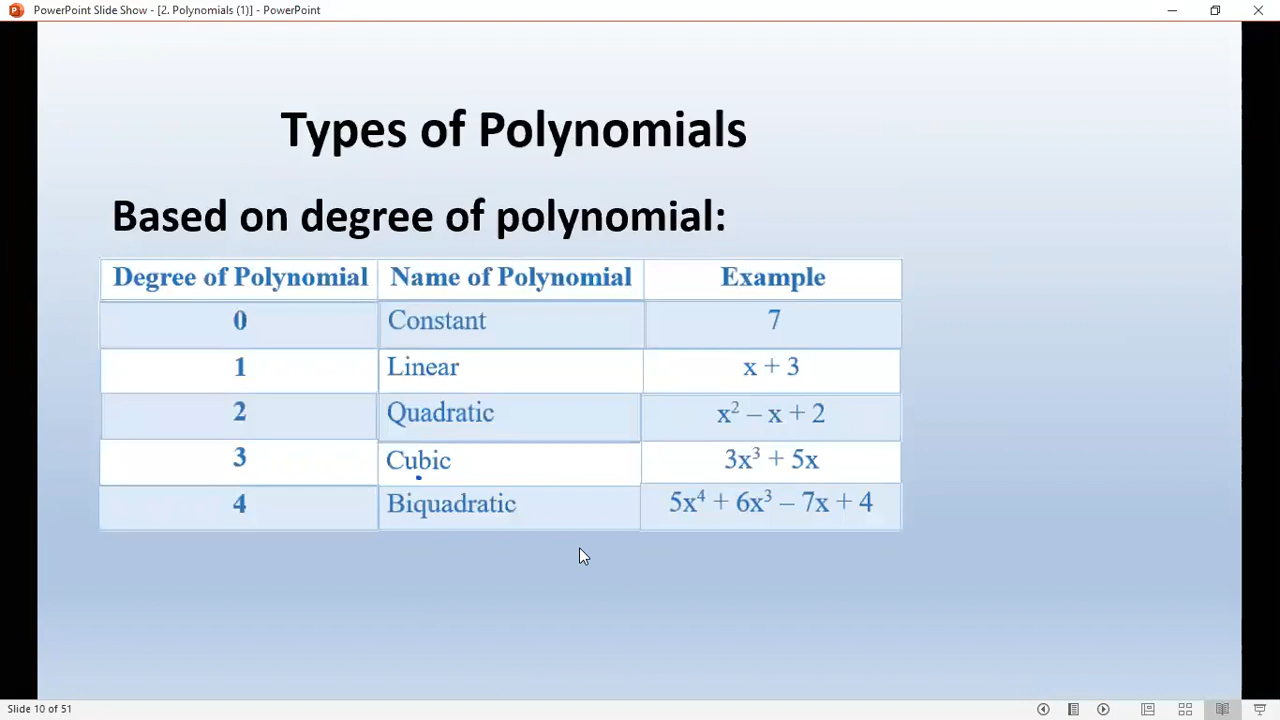 PowerPoint Slide Show - [2. Polynomials (1)] - PowerPoint
Types of Polynomials
Based on degree of polynomial:
Degree of Polynomial Name of Polynomial Example
0 Constant 7
1 Linear x + 3
2 Quadratic x² – x + 2
3 Cubic 3x³ + 5x
4 Biquadratic 5x⁴ + 6x³ – 7x + 4
Slide 10 of 51